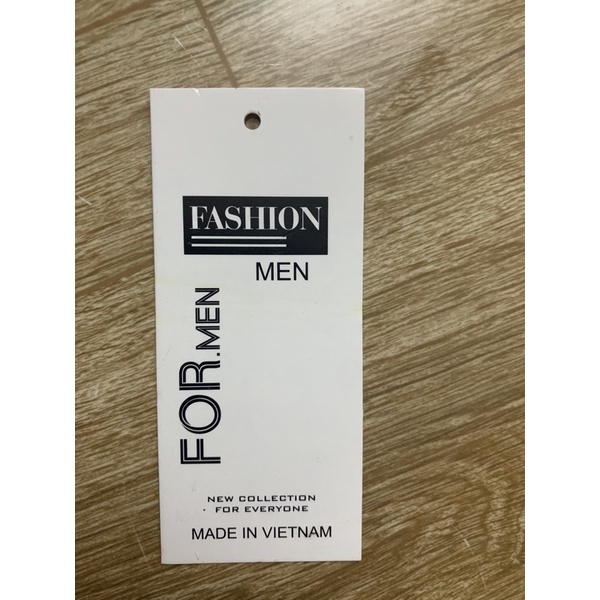 FASHION
MEN
FOR.MEN
NEW COLLECTION
FOR EVERYONE
MADE IN VIETNAM